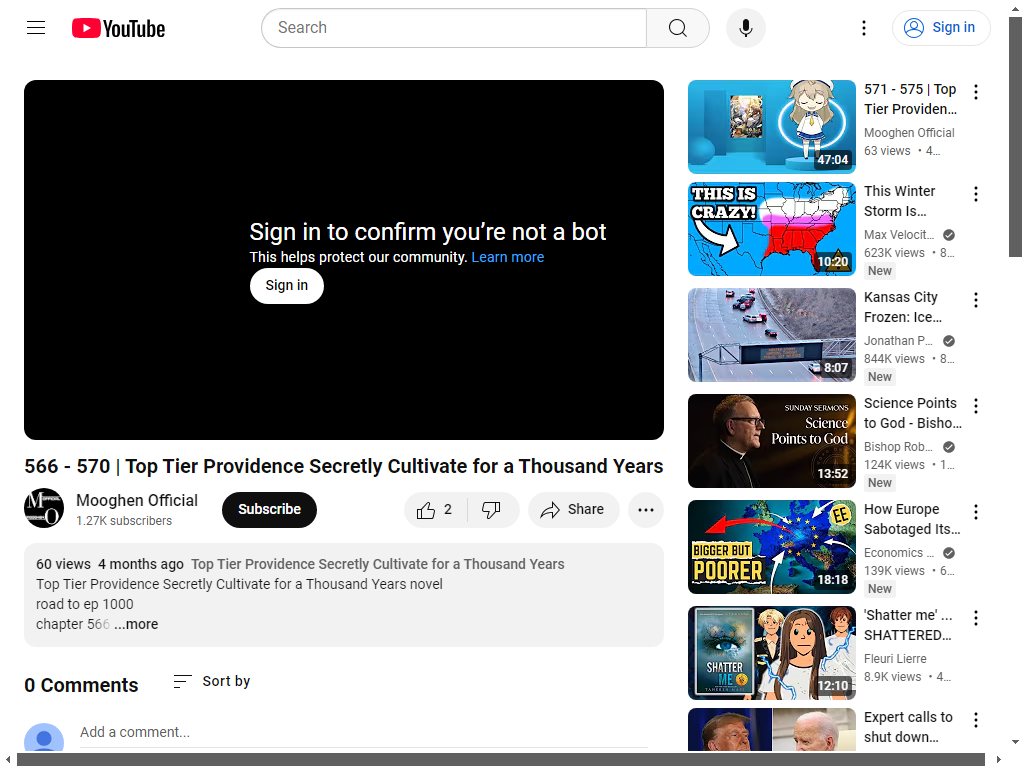 YouTube
Search
Sign in
Sign in to confirm you’re not a bot
This helps protect our community. Learn more
Sign in
566 - 570 | Top Tier Providence Secretly Cultivate for a Thousand Years
Mooghen Official
1.27K subscribers
Subscribe
2
Share
60 views 4 months ago Top Tier Providence Secretly Cultivate for a Thousand Years
Top Tier Providence Secretly Cultivate for a Thousand Years novel
road to ep 1000
chapter 566 ...more
0 Comments
Sort by
Add a comment...
47:04
571 - 575 | Top
Tier Providen...
Mooghen Official
63 views • 4...
THIS IS
CRAZY!
10:20
This Winter
Storm Is...
Max Velocit...
623K views • 8...
New
8:07
Kansas City
Frozen: Ice...
Jonathan P...
844K views • 8...
New
SUNDAY SERMONS
Science
Points to God
13:52
Science Points
to God - Bisho...
Bishop Rob...
124K views • 1...
New
EE
BIGGER BUT
POORER
18:18
How Europe
Sabotaged Its...
Economics ...
139K views • 6...
New
SHATTER
ME
12:10
'Shatter me' ...
SHATTERED...
Fleuri Lierre
8.9K views • 4...
Expert calls to
shut down...